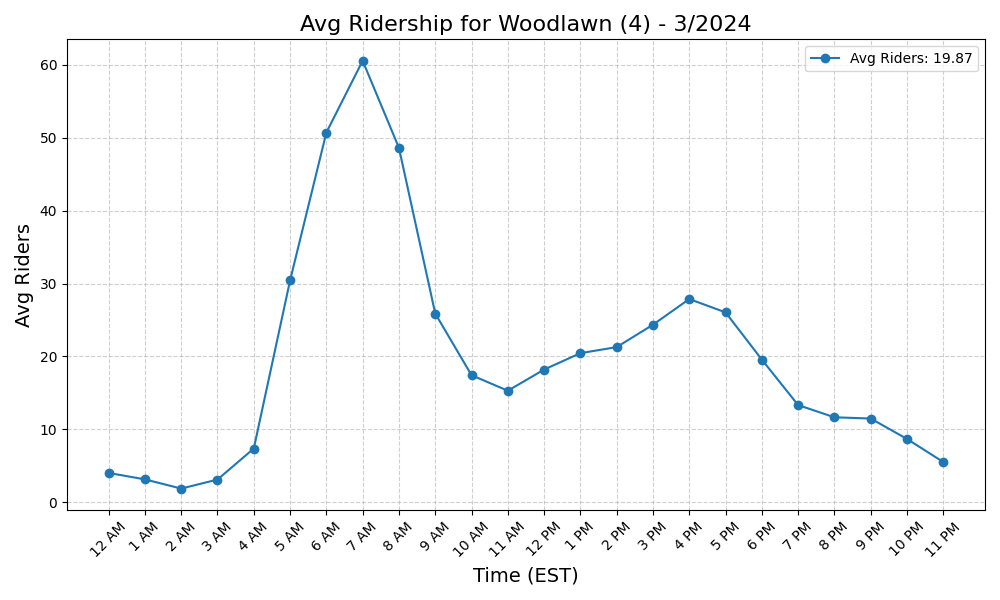 Avg Ridership for Woodlawn (4) - 3/2024
Avg Riders: 19.87
Avg Riders
60
50
40
30
20
10
0
12 AM
1 AM
2 AM
3 AM
4 AM
5 AM
6 AM
7 AM
8 AM
9 AM
10 AM
11 AM
12 PM
1 PM
2 PM
3 PM
4 PM
5 PM
6 PM
7 PM
8 PM
9 PM
10 PM
11 PM
Time (EST)